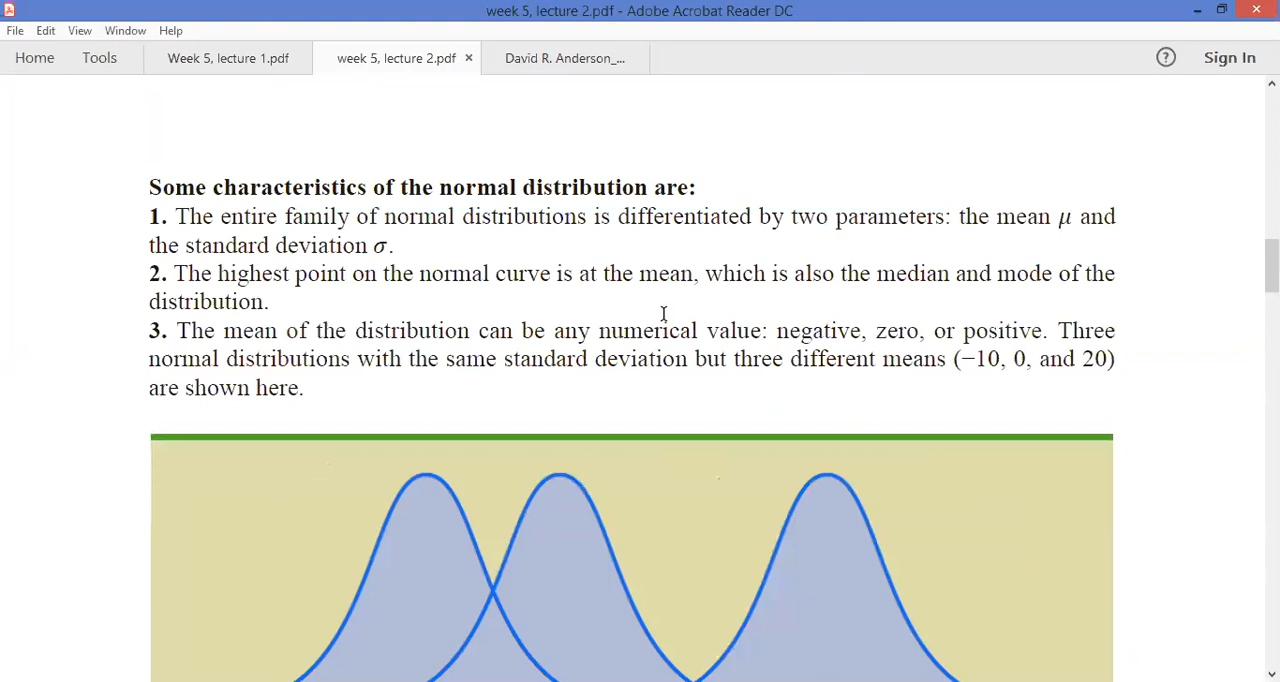 week 5, lecture 2.pdf - Adobe Acrobat Reader DC
File Edit View Window Help
Home Tools Week 5, lecture 1.pdf week 5, lecture 2.pdf × David R. Anderson_... ? Sign In
Some characteristics of the normal distribution are:
1. The entire family of normal distributions is differentiated by two parameters: the mean μ and
the standard deviation σ.
2. The highest point on the normal curve is at the mean, which is also the median and mode of the
distribution.
3. The mean of the distribution can be any numerical value: negative, zero, or positive. Three
normal distributions with the same standard deviation but three different means (−10, 0, and 20)
are shown here.